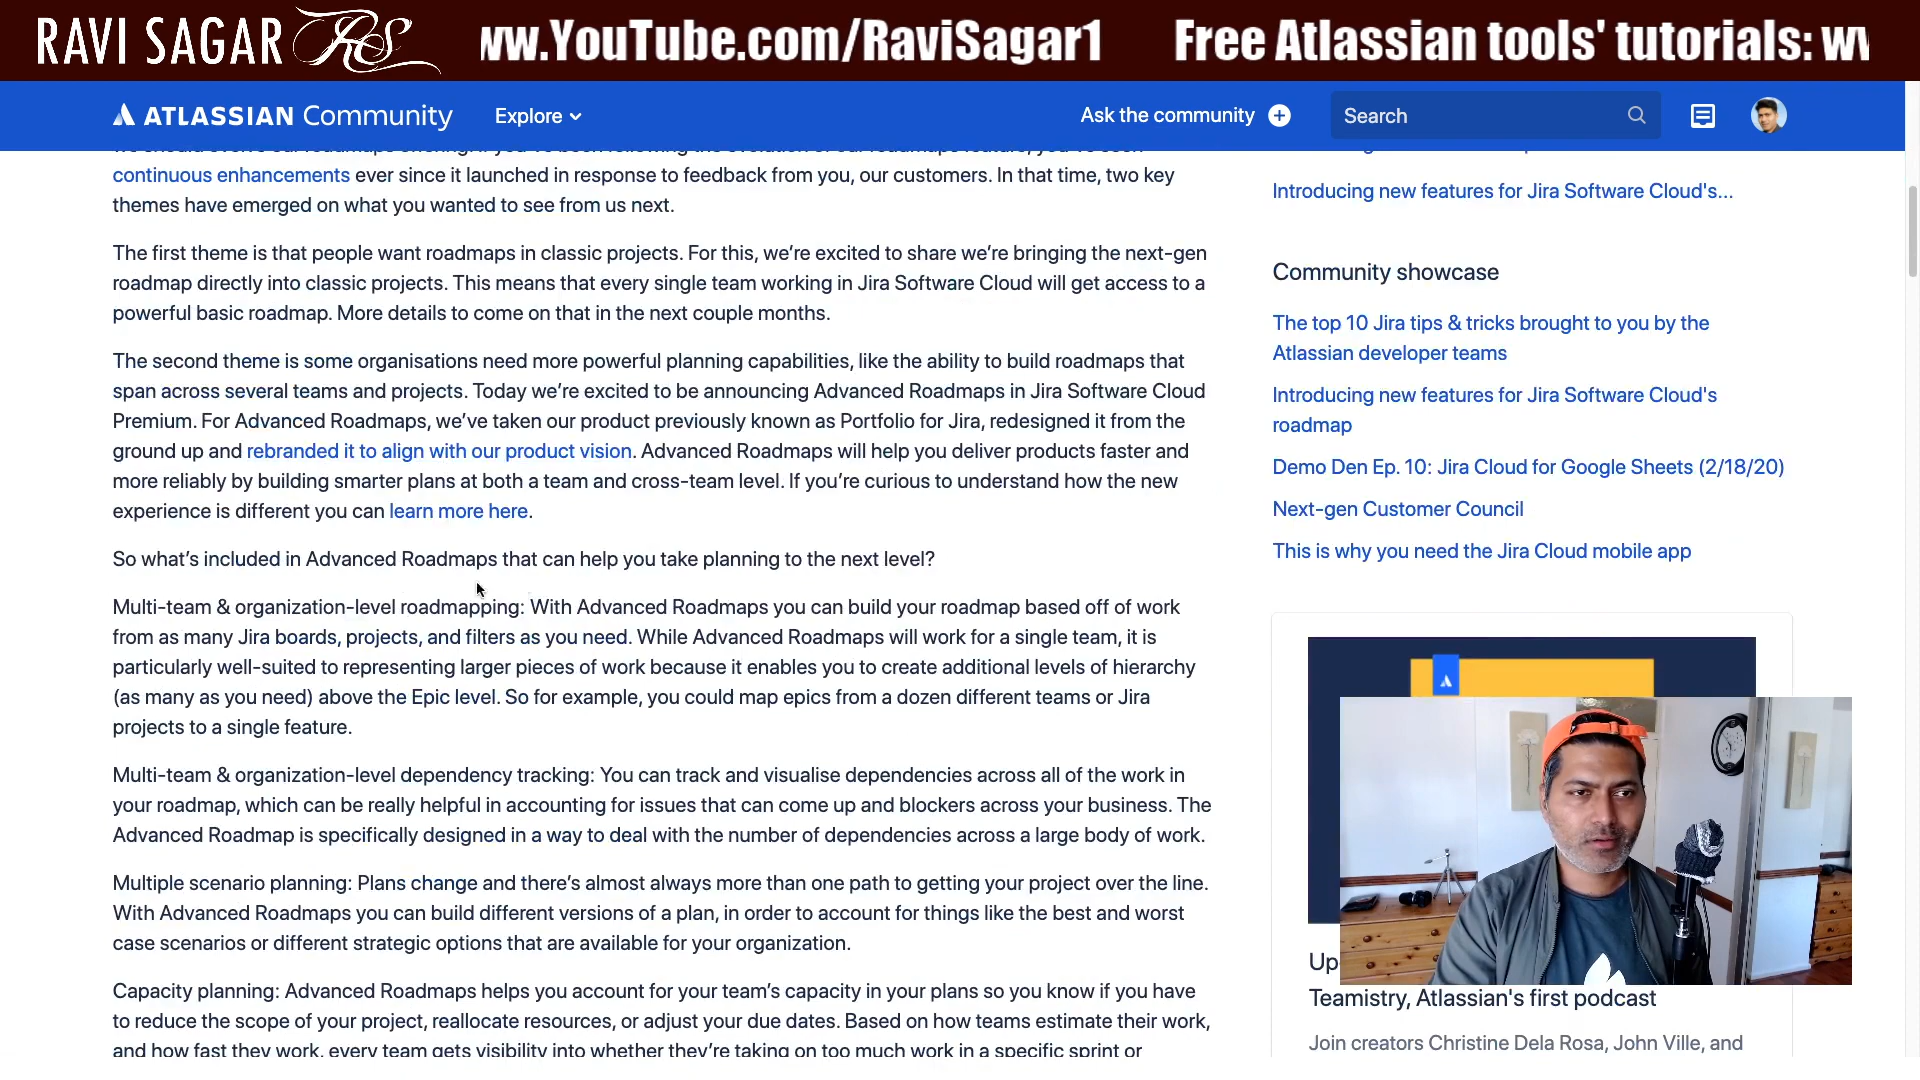 RAVI SAGAR RS
ww.YouTube.com/RaviSagar1 Free Atlassian tools' tutorials: wv
ATLASSIAN Community Explore Ask the community Search
continuous enhancements ever since it launched in response to feedback from you, our customers. In that time, two key
themes have emerged on what you wanted to see from us next.
The first theme is that people want roadmaps in classic projects. For this, we’re excited to share we’re bringing the next-gen
roadmap directly into classic projects. This means that every single team working in Jira Software Cloud will get access to a
powerful basic roadmap. More details to come on that in the next couple months.
The second theme is some organisations need more powerful planning capabilities, like the ability to build roadmaps that
span across several teams and projects. Today we’re excited to be announcing Advanced Roadmaps in Jira Software Cloud
Premium. For Advanced Roadmaps, we’ve taken our product previously known as Portfolio for Jira, redesigned it from the
ground up and rebranded it to align with our product vision. Advanced Roadmaps will help you deliver products faster and
more reliably by building smarter plans at both a team and cross-team level. If you’re curious to understand how the new
experience is different you can learn more here.
So what’s included in Advanced Roadmaps that can help you take planning to the next level?
Multi-team & organization-level roadmapping: With Advanced Roadmaps you can build your roadmap based off of work
from as many Jira boards, projects, and filters as you need. While Advanced Roadmaps will work for a single team, it is
particularly well-suited to representing larger pieces of work because it enables you to create additional levels of hierarchy
(as many as you need) above the Epic level. So for example, you could map epics from a dozen different teams or Jira
projects to a single feature.
Multi-team & organization-level dependency tracking: You can track and visualise dependencies across all of the work in
your roadmap, which can be really helpful in accounting for issues that can come up and blockers across your business. The
Advanced Roadmap is specifically designed in a way to deal with the number of dependencies across a large body of work.
Multiple scenario planning: Plans change and there’s almost always more than one path to getting your project over the line.
With Advanced Roadmaps you can build different versions of a plan, in order to account for things like the best and worst
case scenarios or different strategic options that are available for your organization.
Capacity planning: Advanced Roadmaps helps you account for your team’s capacity in your plans so you know if you have
to reduce the scope of your project, reallocate resources, or adjust your due dates. Based on how teams estimate their work,
and how fast they work, every team gets visibility into whether they’re taking on too much work in a specific sprint or
Introducing new features for Jira Software Cloud's...
Community showcase
The top 10 Jira tips & tricks brought to you by the
Atlassian developer teams
Introducing new features for Jira Software Cloud's
roadmap
Demo Den Ep. 10: Jira Cloud for Google Sheets (2/18/20)
Next-gen Customer Council
This is why you need the Jira Cloud mobile app
Up
Teamistry, Atlassian's first podcast
Join creators Christine Dela Rosa, John Ville, and